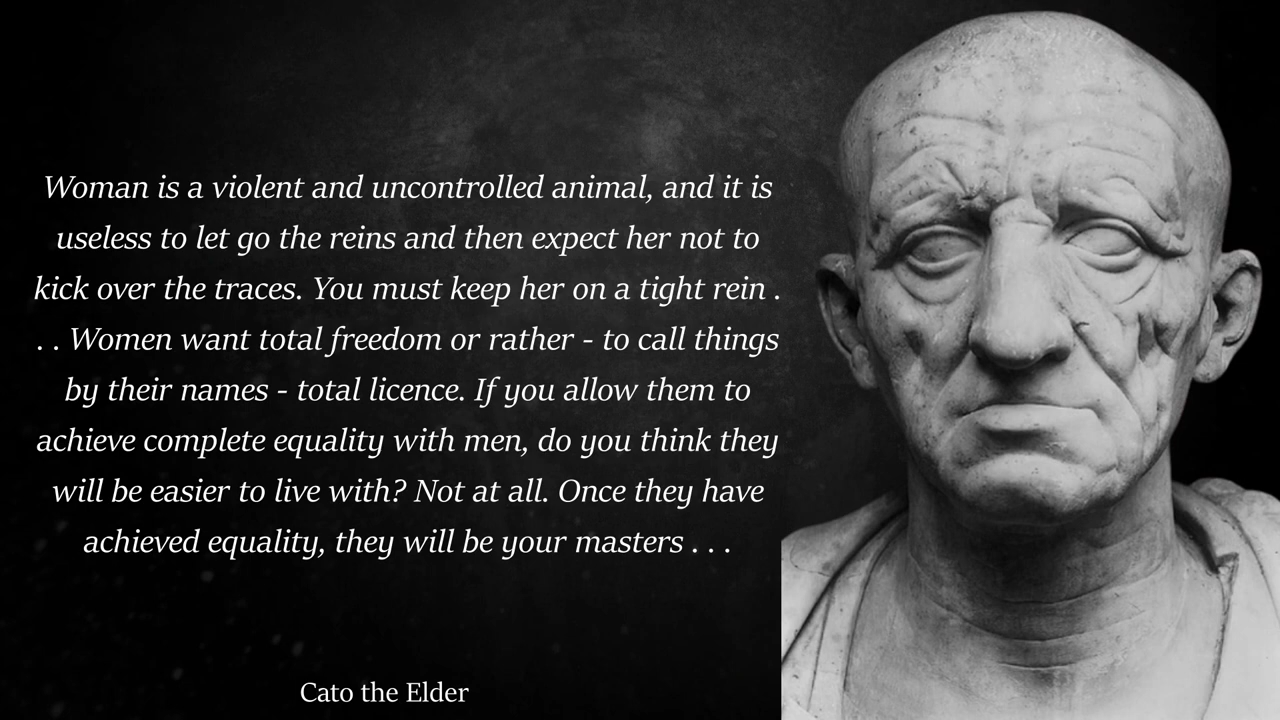 Woman is a violent and uncontrolled animal, and it is
useless to let go the reins and then expect her not to
kick over the traces. You must keep her on a tight rein .
. . Women want total freedom or rather - to call things
by their names - total licence. If you allow them to
achieve complete equality with men, do you think they
will be easier to live with? Not at all. Once they have
achieved equality, they will be your masters . . .
Cato the Elder